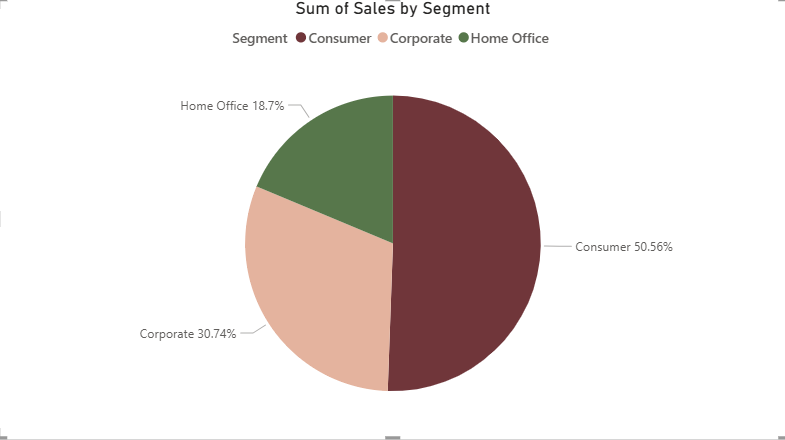 Sum of Sales by Segment
Segment Consumer Corporate Home Office
Home Office 18.7%
Consumer 50.56%
Corporate 30.74%